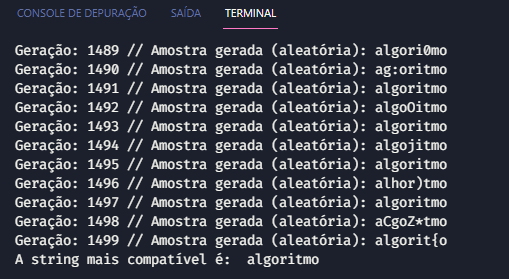 CONSOLE DE DEPURAÇÃO SAÍDA TERMINAL
Geração: 1489 // Amostra gerada (aleatória): algori0mo
Geração: 1490 // Amostra gerada (aleatória): ag:oritmo
Geração: 1491 // Amostra gerada (aleatória): algoritmo
Geração: 1492 // Amostra gerada (aleatória): algoOitmo
Geração: 1493 // Amostra gerada (aleatória): algoritmo
Geração: 1494 // Amostra gerada (aleatória): algojitmo
Geração: 1495 // Amostra gerada (aleatória): algoritmo
Geração: 1496 // Amostra gerada (aleatória): alhor)tmo
Geração: 1497 // Amostra gerada (aleatória): algoritmo
Geração: 1498 // Amostra gerada (aleatória): aCgoZ*tmo
Geração: 1499 // Amostra gerada (aleatória): algorit{o
A string mais compatível é:  algoritmo